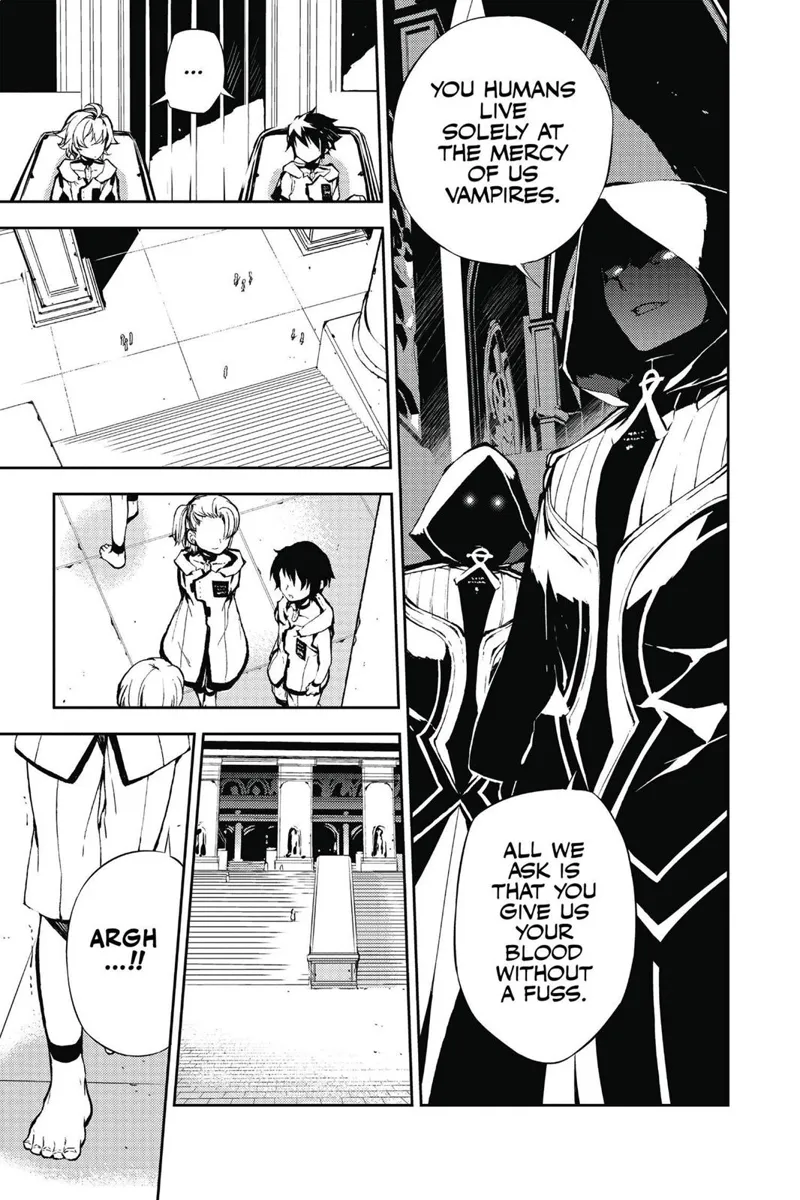 YOU HUMANS
LIVE
SOLELY AT
THE MERCY
OF US
VAMPIRES.
ALL WE
ASK IS
THAT YOU
GIVE US
YOUR
BLOOD
WITHOUT
A FUSS.
...
ARGH
...!!